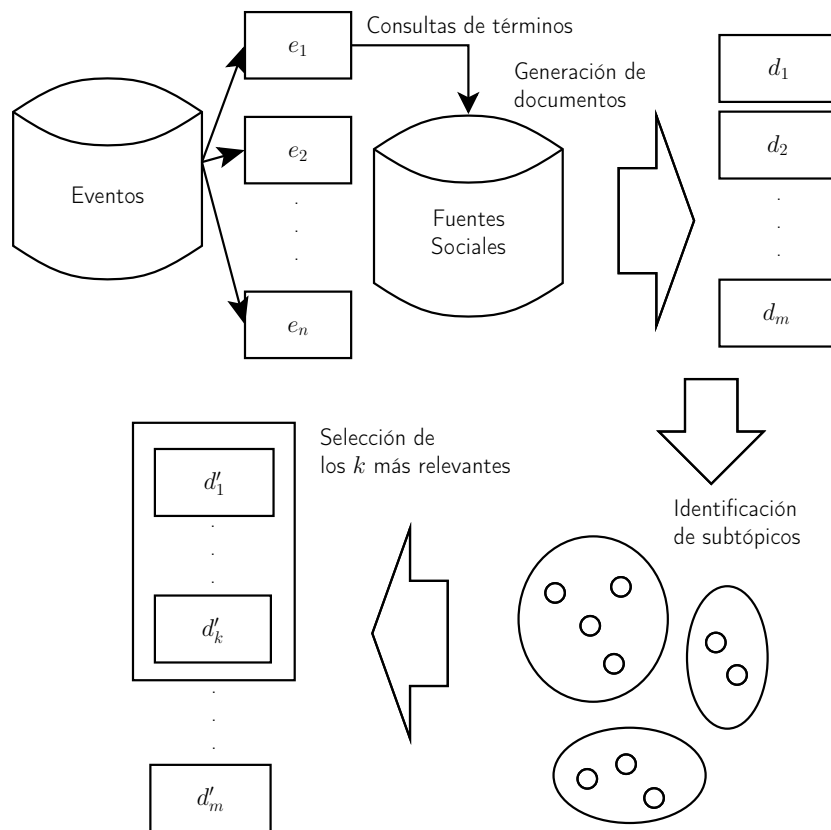 e₁
Consultas de términos
Generación de
documentos
d₁
Eventos
e₂
Fuentes
Sociales
d₂
eₙ
dₘ
Selección de
los k más relevantes
Identificación
de subtópicos
d′₁
d′ₖ
d′ₘ